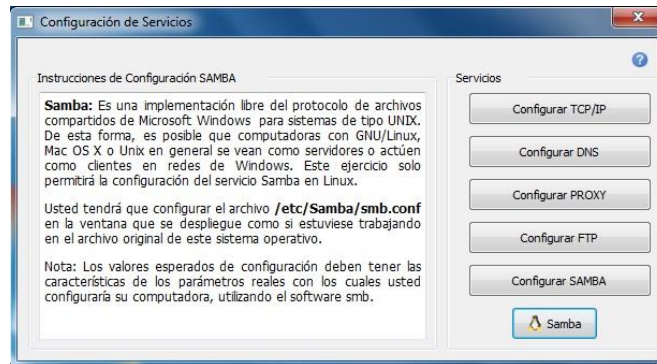 Configuración de Servicios
Instrucciones de Configuración SAMBA
Samba: Es una implementación libre del protocolo de archivos
compartidos de Microsoft Windows para sistemas de tipo UNIX.
De esta forma, es posible que computadoras con GNU/Linux,
Mac OS X o Unix en general se vean como servidores o actúen
como clientes en redes de Windows. Este ejercicio solo
permitirá la configuración del servicio Samba en Linux.
Usted tendrá que configurar el archivo /etc/Samba/smb.conf
en la ventana que se despliegue como si estuviese trabajando
en el archivo original de este sistema operativo.
Nota: Los valores esperados de configuración deben tener las
características de los parámetros reales con los cuales usted
configuraría su computadora, utilizando el software smb.
Servicios
Configurar TCP/IP
Configurar DNS
Configurar PROXY
Configurar FTP
Configurar SAMBA
Samba